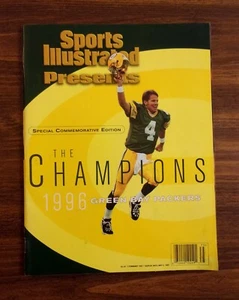 Sports
Illustrated
Presents
SPECIAL COMMEMORATIVE EDITION
4
THE
CHAMPIONS
1996 GREEN BAY PACKERS